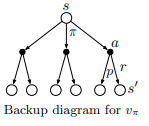 s
π
a
p r
s′
Backup diagram for vπ